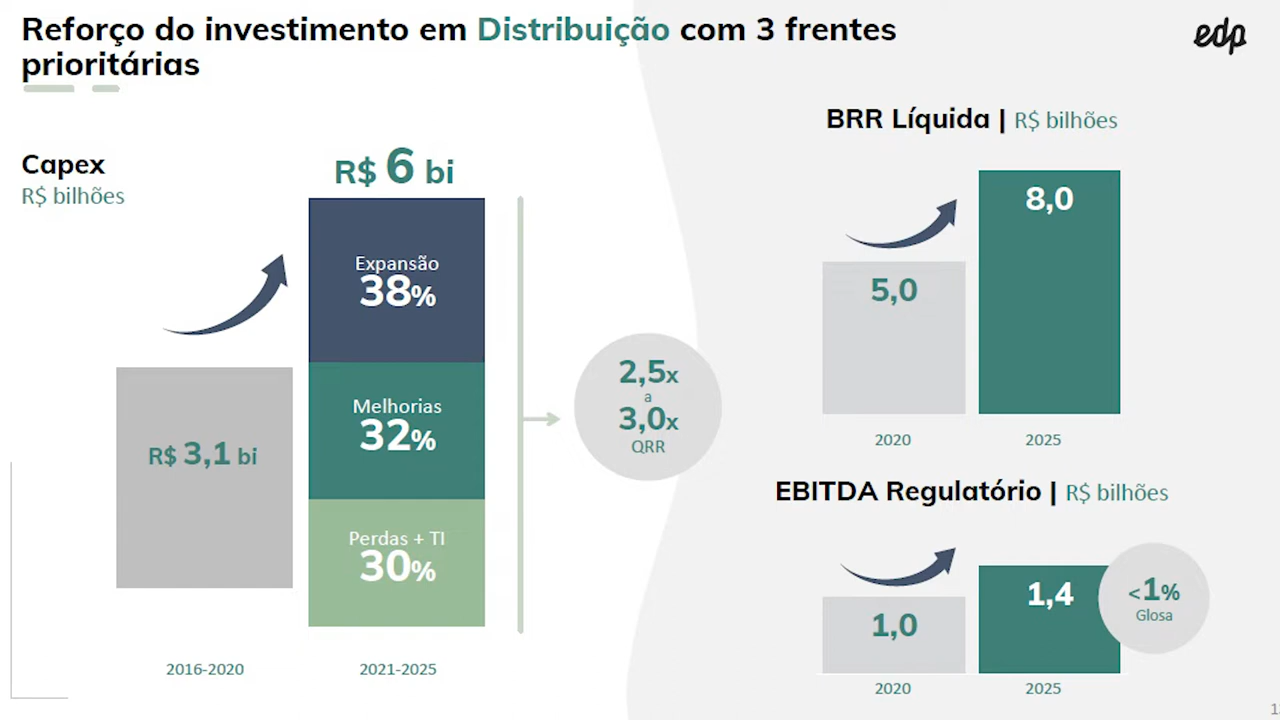 Reforço do investimento em Distribuição com 3 frentes
prioritárias
edp
Capex
R$ bilhões
R$ 6 bi
Expansão
38%
Melhorias
32%
Perdas + TI
30%
R$ 3,1 bi
2016-2020
2021-2025
2,5x
a
3,0x
QRR
BRR Líquida | R$ bilhões
5,0
8,0
2020
2025
EBITDA Regulatório | R$ bilhões
1,0
1,4
<1%
Glosa
2020
2025